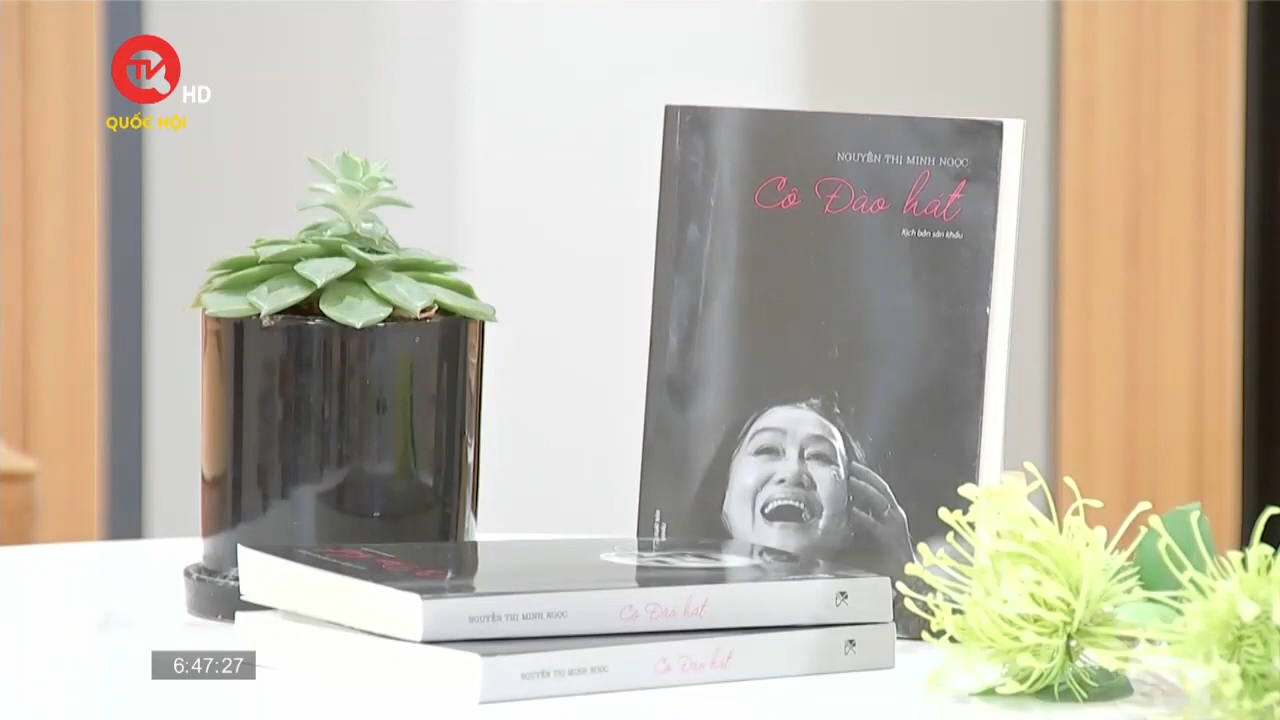 HD
QUỐC HỘI
NGUYỄN THỊ MINH NGỌC
Cô Đào hát
Kịch bản sân khấu
NGUYỄN THỊ MINH NGỌC Cô Đào hát
NGUYỄN THỊ MINH NGỌC Cô Đào hát
6:47:27